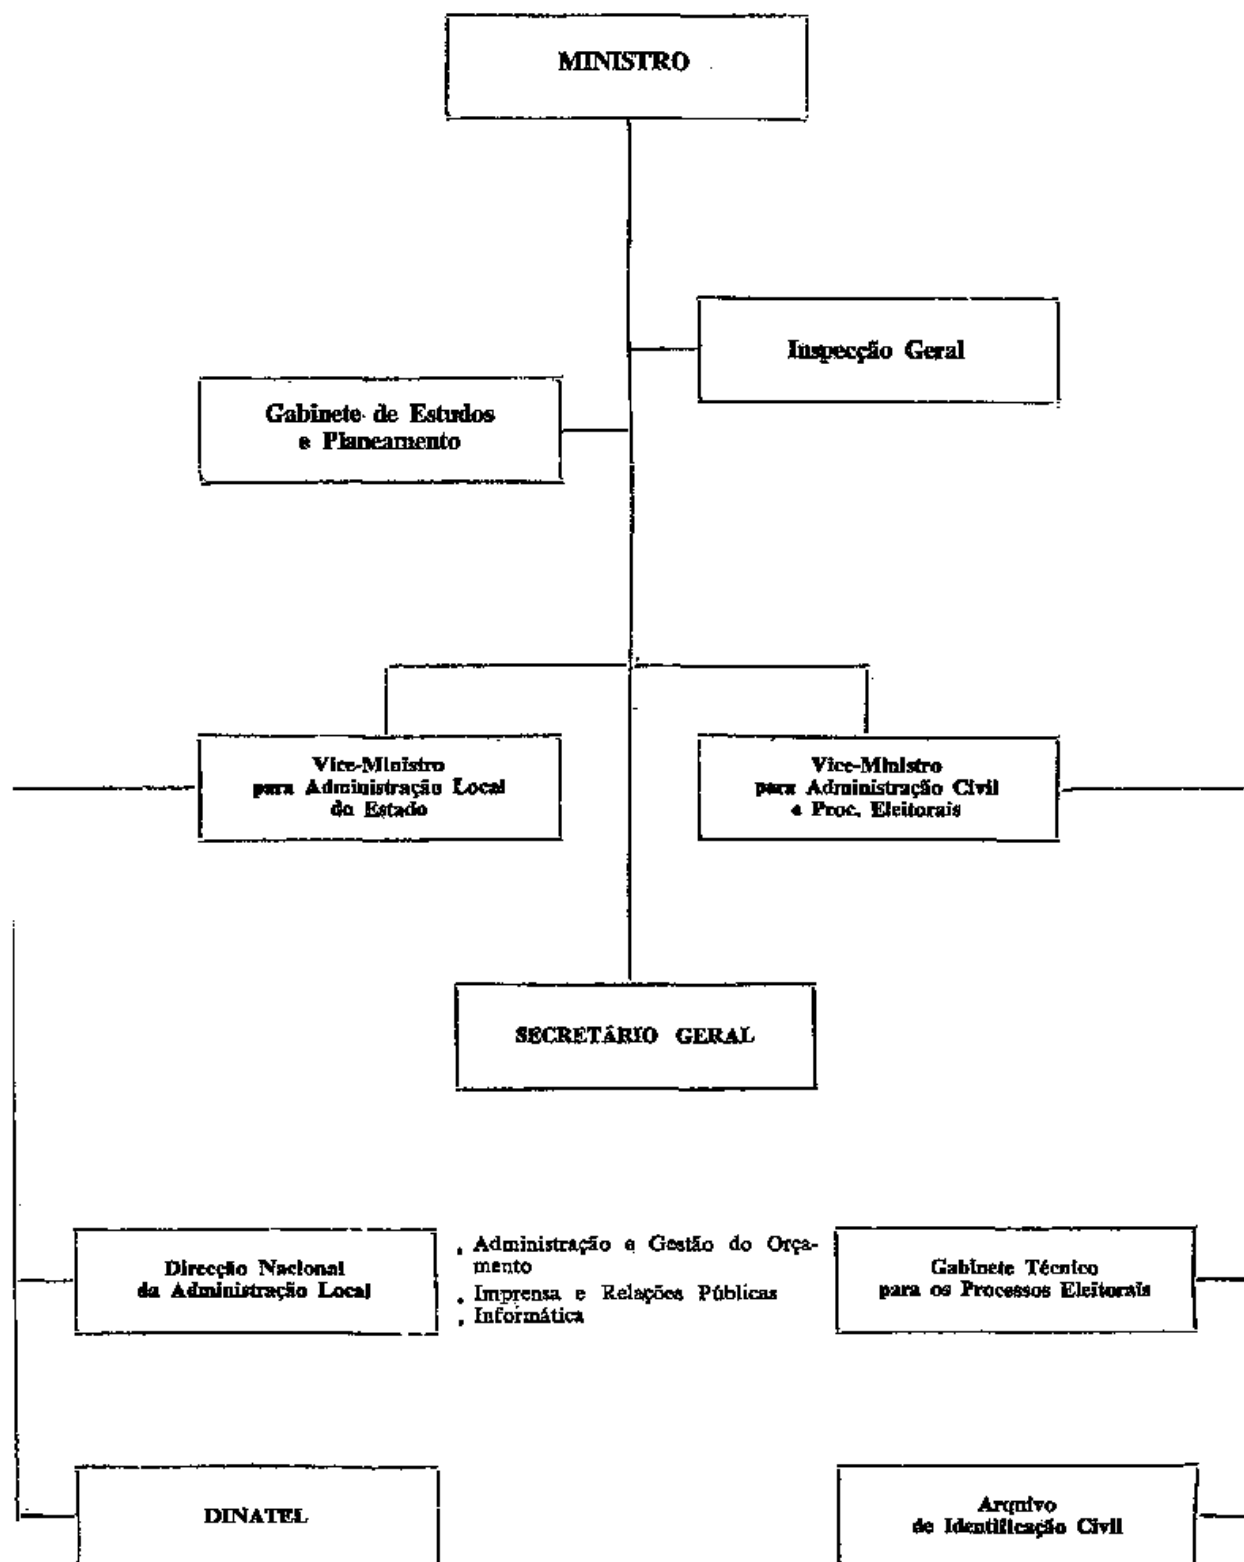 MINISTRO
Inspecção Geral
Gabinete de Estudos
e Planeamento
Vice-Ministro
para Administração Local
do Estado
Vice-Ministro
para Administração Civil
e Proc. Eleitorais
SECRETÁRIO GERAL
Direcção Nacional
da Administração Local
. Administração e Gestão do Orça-
mento
. Imprensa e Relações Públicas
. Informática
Gabinete Técnico
para os Processos Eleitorais
DINATEL
Arquivo
de Identificação Civil